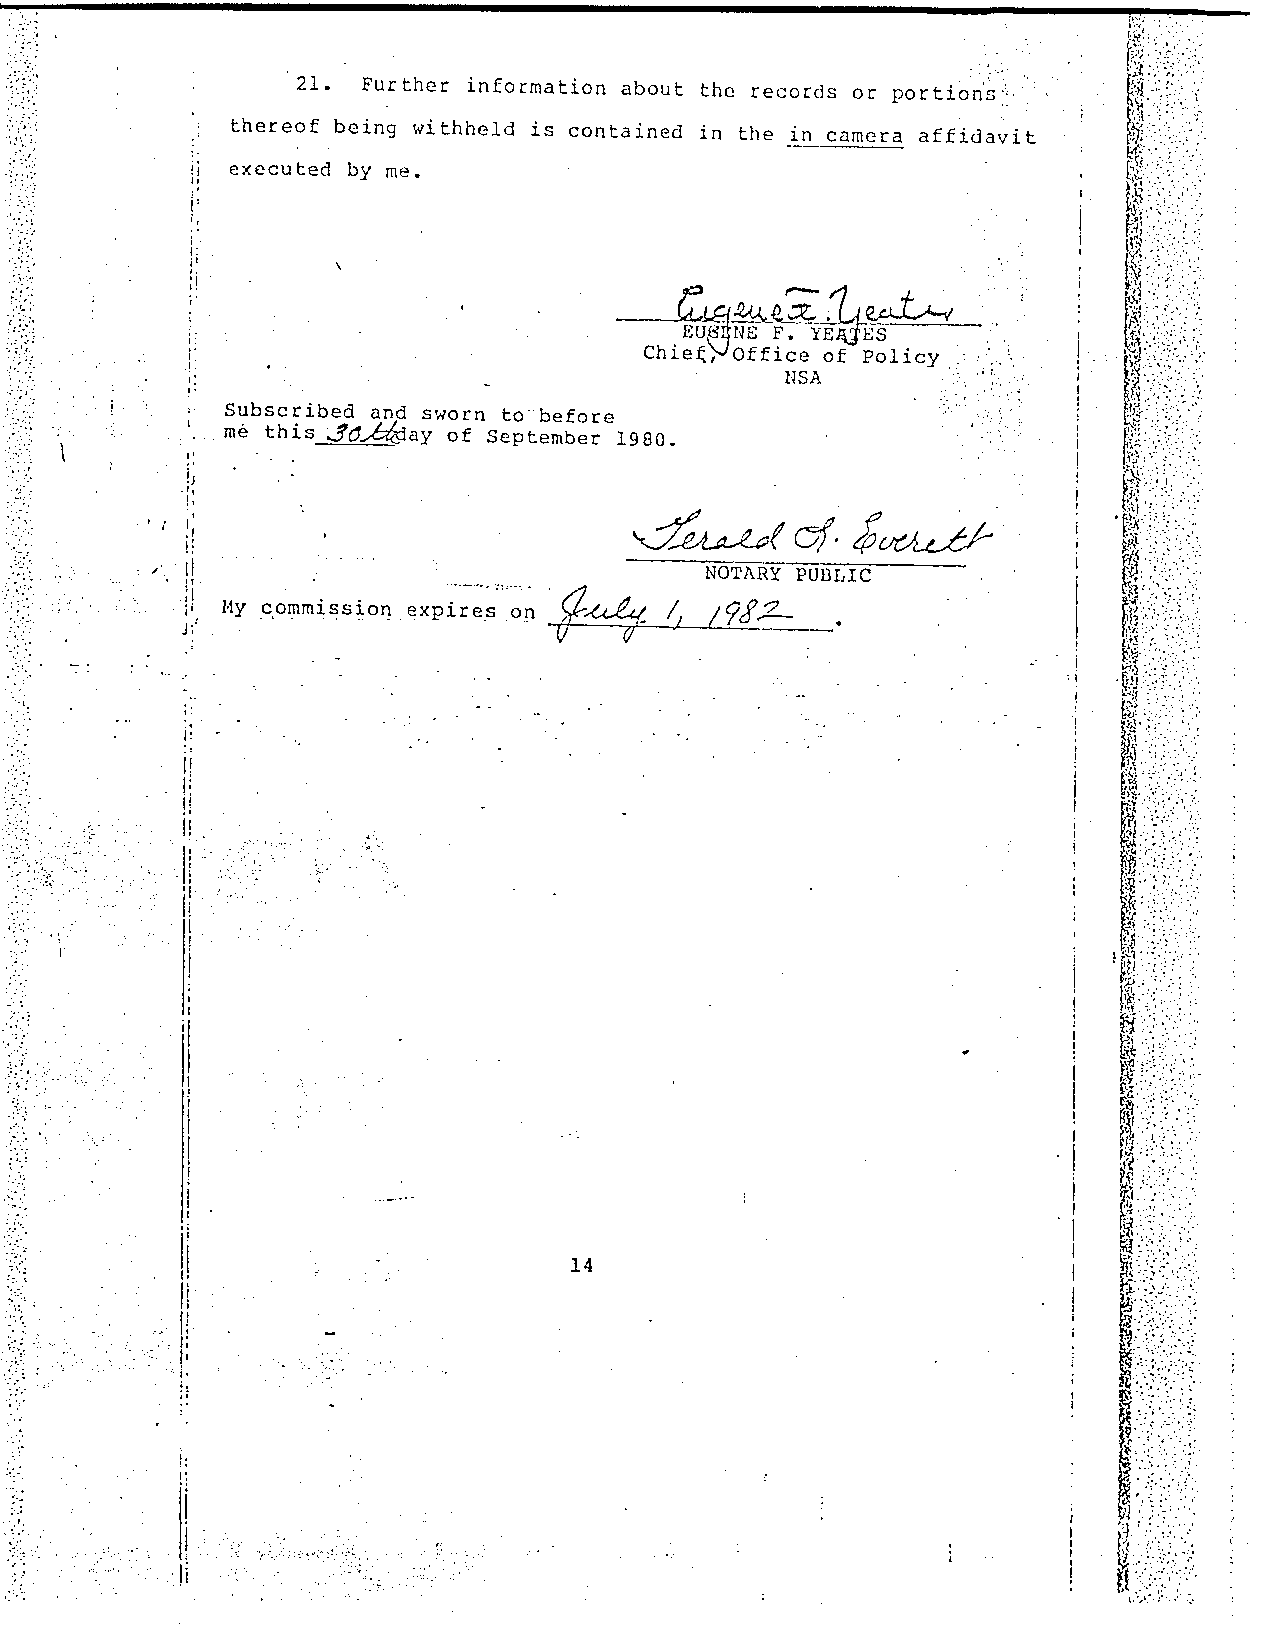 21. Further information about the records or portions
thereof being withheld is contained in the in camera affidavit
executed by me.
Eugene F. Yeates
EUGENE F. YEATES
Chief, Office of Policy
NSA
Subscribed and sworn to before
me this 30th day of September 1980.
Gerald A. Everett
NOTARY PUBLIC
My commission expires on July 1, 1982.
14